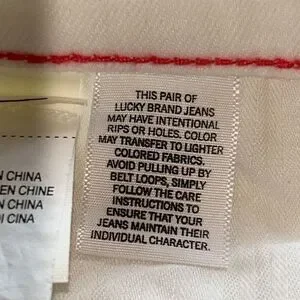 THIS PAIR OF
LUCKY BRAND JEANS
MAY HAVE INTENTIONAL
RIPS OR HOLES. COLOR
MAY TRANSFER TO LIGHTER
COLORED FABRICS.
AVOID PULLING UP BY
BELT LOOPS, SIMPLY
FOLLOW THE CARE
INSTRUCTIONS TO
ENSURE THAT YOUR
JEANS MAINTAIN THEIR
INDIVIDUAL CHARACTER.
N CHINA
EN CHINE
N CHINA
I CINA